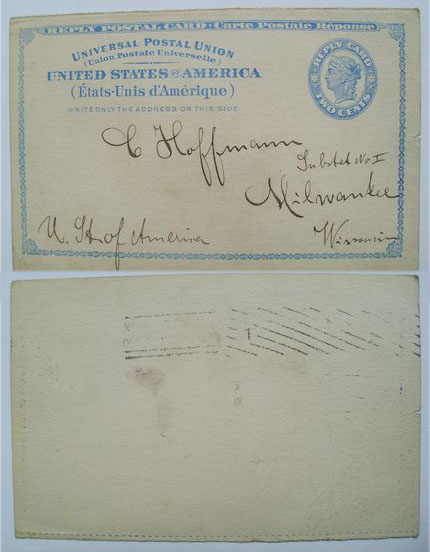 REPLY POSTAL CARD - Carte Postale Réponse
UNIVERSAL POSTAL UNION
(Union Postale Universelle)
UNITED STATES OF AMERICA
(États-Unis d'Amérique)
WRITE ONLY THE ADDRESS ON THIS SIDE
REPLY CARD
TWO CENTS
C Hoffmann
Substat No I
Milwaukee
U. St. of America
Wisconsin
1